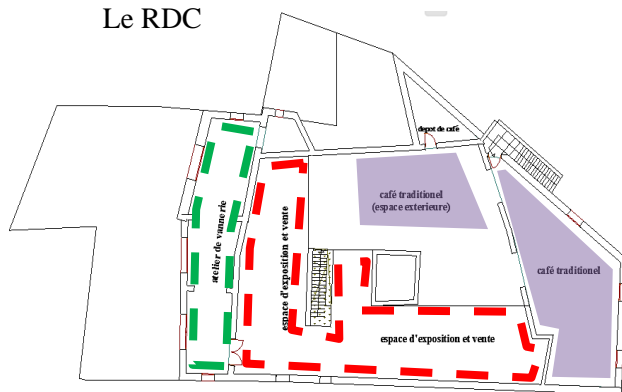 Le RDC
depot de café
café traditionel
(espace exterieure)
café traditionel
atelier de vannerie
espace d'exposition et vente
espace d'exposition et vente